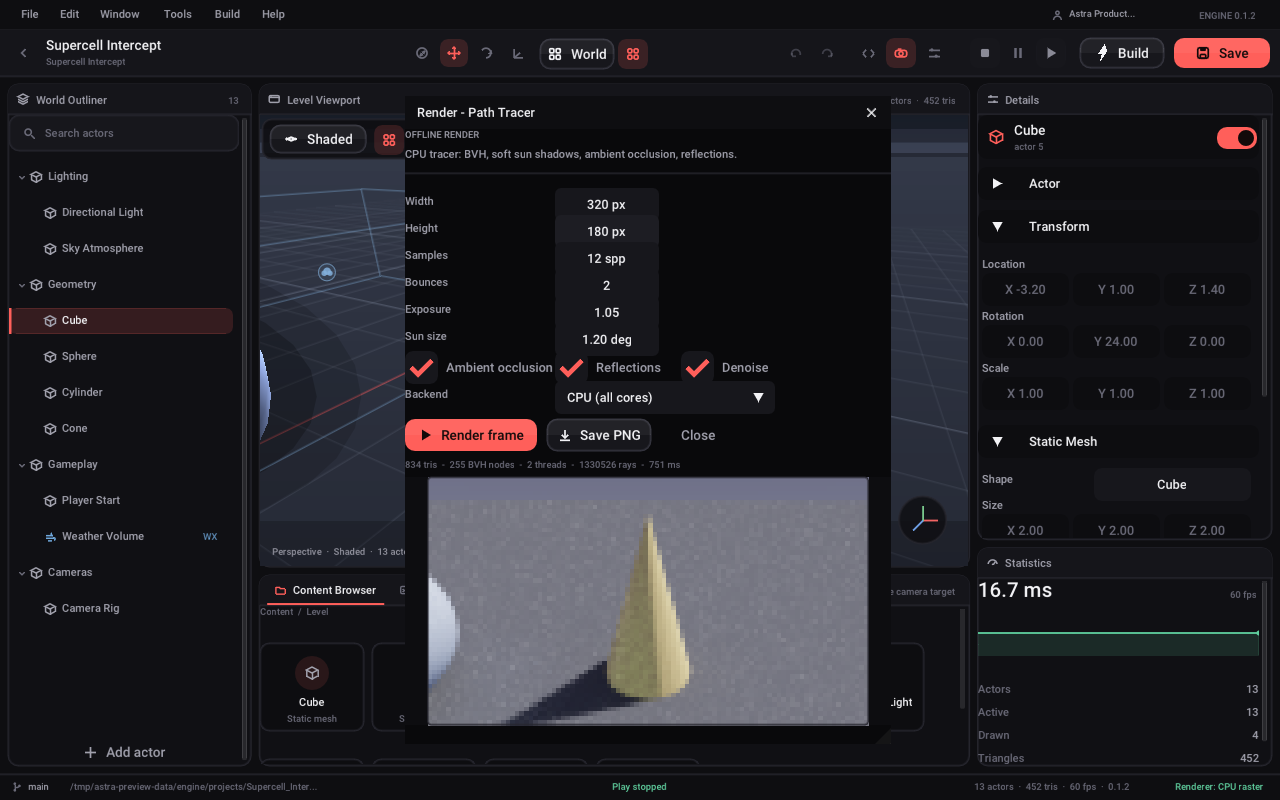 File Edit Window Tools Build Help
Astra Product...
ENGINE 0.1.2
Supercell Intercept
Supercell Intercept
World
Build
Save
World Outliner 13
Search actors
Lighting
Directional Light
Sky Atmosphere
Geometry
Cube
Sphere
Cylinder
Cone
Gameplay
Player Start
Weather Volume WX
Cameras
Camera Rig
Add actor
Level Viewport
ctors · 452 tris
Shaded
Perspective · Shaded · 13 acto
Render - Path Tracer
OFFLINE RENDER
CPU tracer: BVH, soft sun shadows, ambient occlusion, reflections.
Width 320 px
Height 180 px
Samples 12 spp
Bounces 2
Exposure 1.05
Sun size 1.20 deg
Ambient occlusion Reflections Denoise
Backend CPU (all cores)
Render frame Save PNG Close
834 tris · 255 BVH nodes · 2 threads · 1330526 rays · 751 ms
Content Browser
e camera target
Content / Level
Cube
Static mesh
S
Light
Details
Cube
actor 5
Actor
Transform
Location
X -3.20 Y 1.00 Z 1.40
Rotation
X 0.00 Y 24.00 Z 0.00
Scale
X 1.00 Y 1.00 Z 1.00
Static Mesh
Shape Cube
Size
X 2.00 Y 2.00 Z 2.00
Statistics
16.7 ms 60 fps
Actors 13
Active 13
Drawn 4
Triangles 452
main /tmp/astra-preview-data/engine/projects/Supercell_Inter...
Play stopped
13 actors · 452 tris · 60 fps · 0.1.2
Renderer: CPU raster